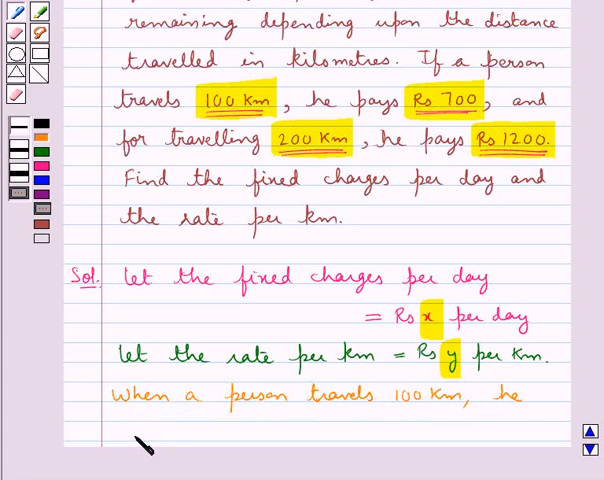 remaining depending upon the distance
travelled in kilometres. If a person
travels 100 Km, he pays Rs 700, and
for travelling 200 Km, he pays Rs 1200.
Find the fixed charges per day and
the rate per km.
Sol. let the fixed charges per day
= Rs x per day
let the rate per km = Rs y per Km.
When a person travels 100 Km, he